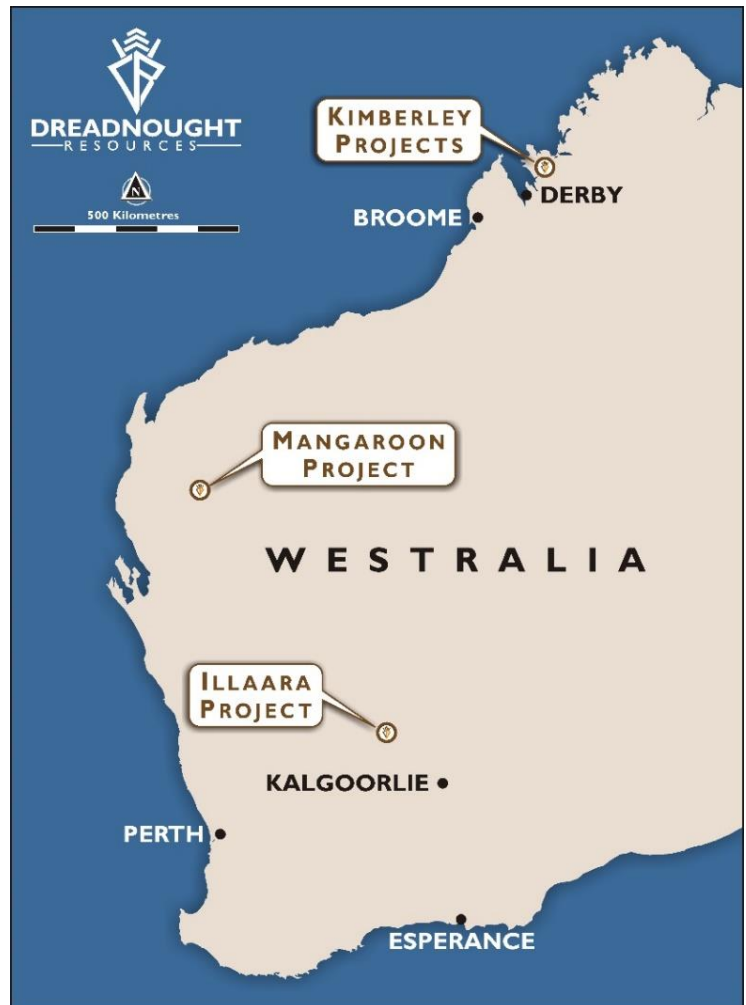 DREADNOUGHT
RESOURCES
N
500 Kilometres
KIMBERLEY
PROJECTS
DERBY
BROOME
MANGAROON
PROJECT
WESTRALIA
ILLAARA
PROJECT
KALGOORLIE
PERTH
ESPERANCE